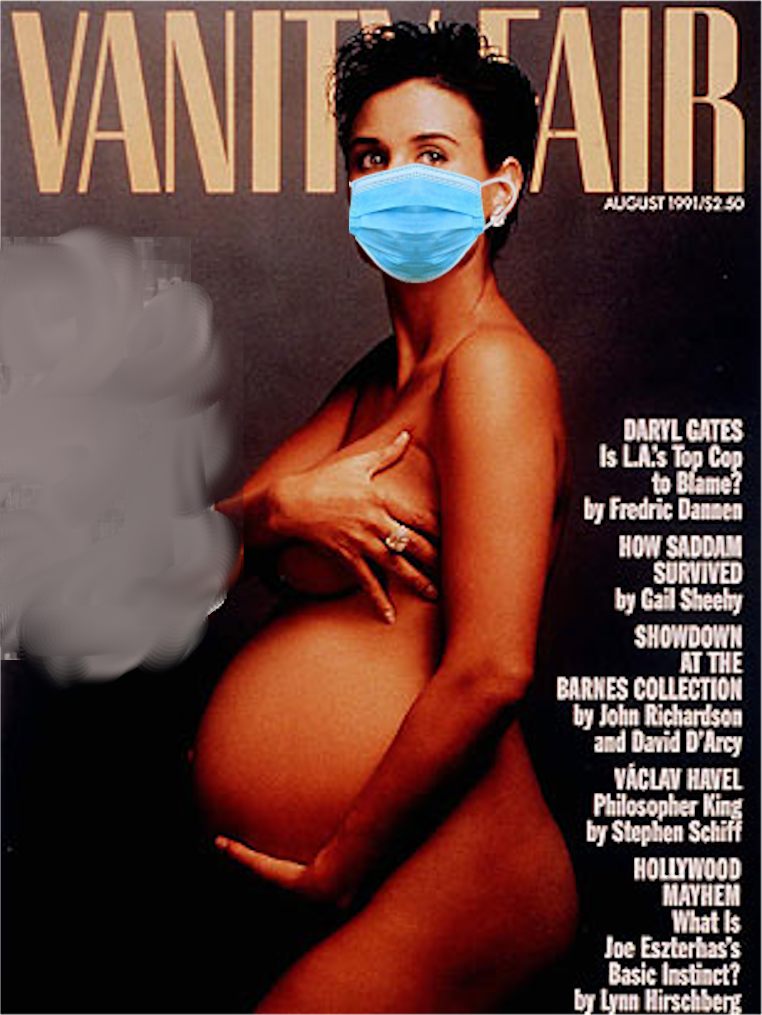 VANITY FAIR
AUGUST 1991/$2.50
DARYL GATES
Is L.A.'s Top Cop
to Blame?
by Fredric Dannen
HOW SADDAM
SURVIVED
by Gail Sheehy
SHOWDOWN
AT THE
BARNES COLLECTION
by John Richardson
and David D'Arcy
VÁCLAV HAVEL
Philosopher King
by Stephen Schiff
HOLLYWOOD
MAYHEM
What Is
Joe Eszterhas's
Basic Instinct?
by Lynn Hirschberg